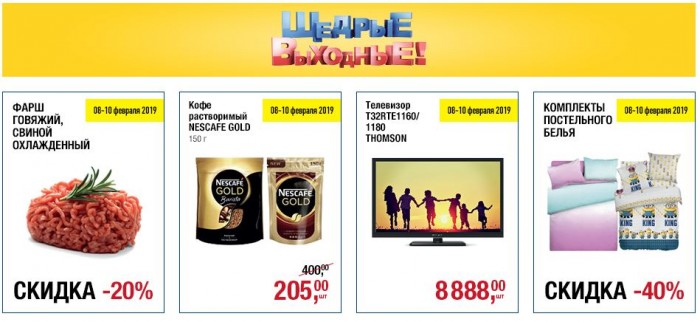 ЩЕДРЫЕ
ВЫХОДНЫЕ!
ФАРШ
ГОВЯЖИЙ,
СВИНОЙ
ОХЛАЖДЕННЫЙ
08-10 февраля 2019
СКИДКА -20%
Кофе
растворимый
NESCAFE GOLD
150 г
08-10 февраля 2019
NESCAFÉ
GOLD
Barista
NESCAFÉ
GOLD
400,00
205,00
шт
Телевизор
T32RTE1160/
1180
THOMSON
08-10 февраля 2019
8 888,00
шт
КОМПЛЕКТЫ
ПОСТЕЛЬНОГО
БЕЛЬЯ
08-10 февраля 2019
KING
KING
СКИДКА -40%